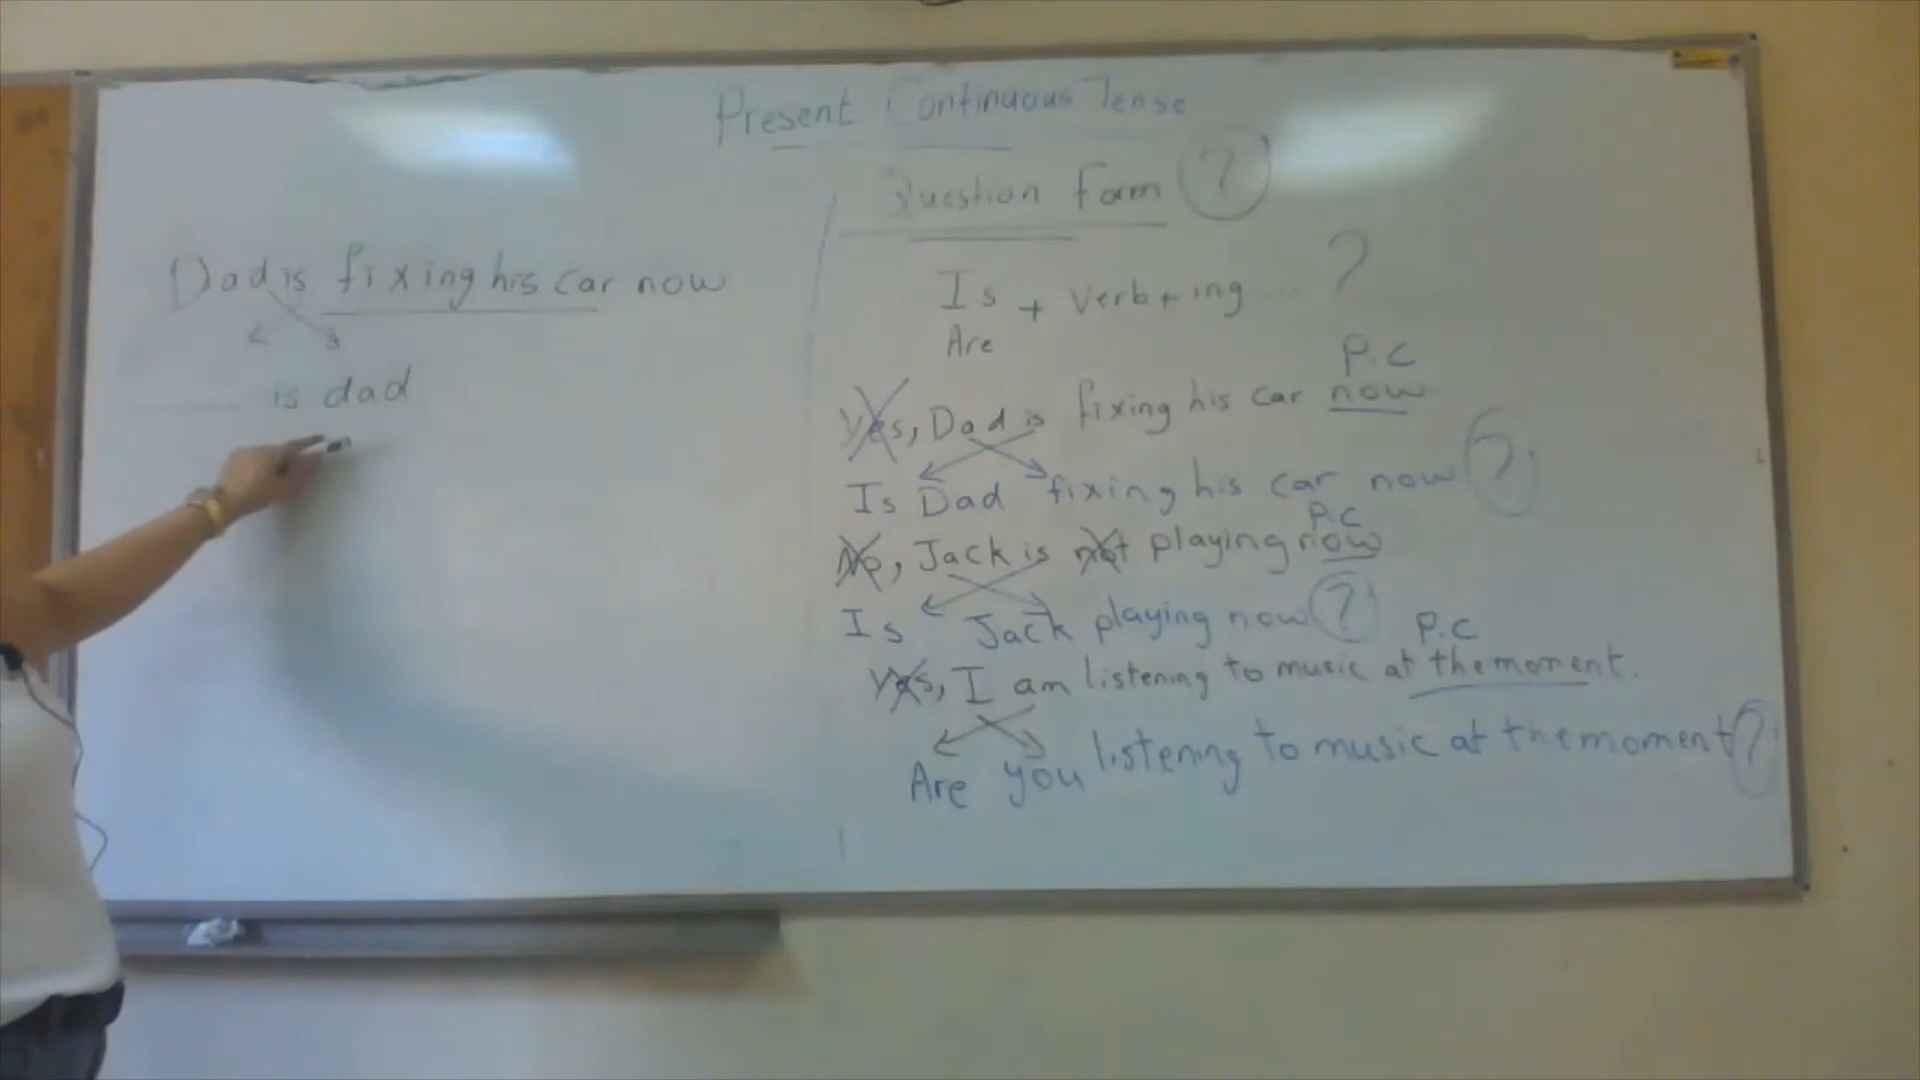 Present Continuous Tense
Question form ?
Dad is fixing his car now
is dad
Is + verb + ing ... ?
Are
P.C
Yes, Dad is fixing his car now
Is Dad fixing his car now ?
P.C
No, Jack is not playing now
Is Jack playing now ?
P.C
Yes, I am listening to music at the moment.
Are you listening to music at the moment ?